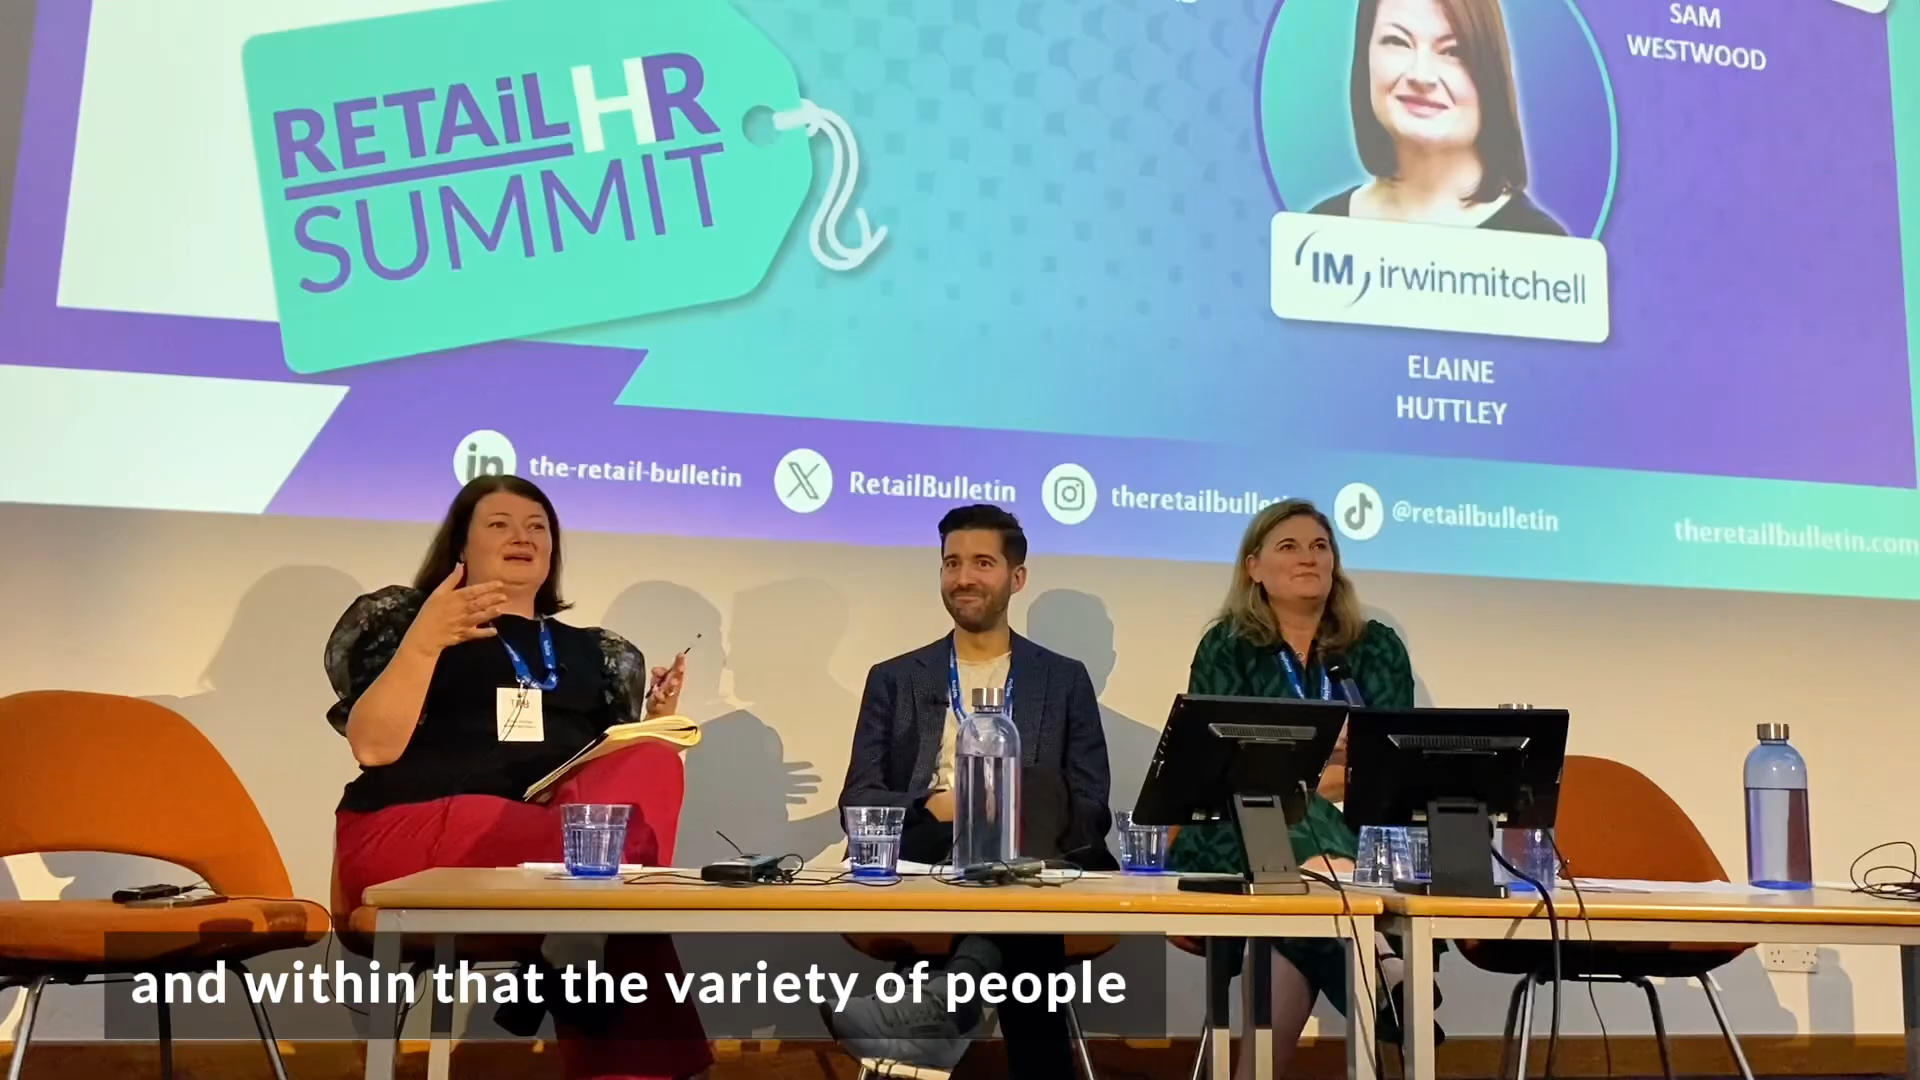 RETAiL HR
SUMMIT
SAM
WESTWOOD
IM irwinmitchell
ELAINE
HUTTLEY
in the-retail-bulletin
X RetailBulletin
@retailbulletin
theretailbulletin.com
and within that the variety of people